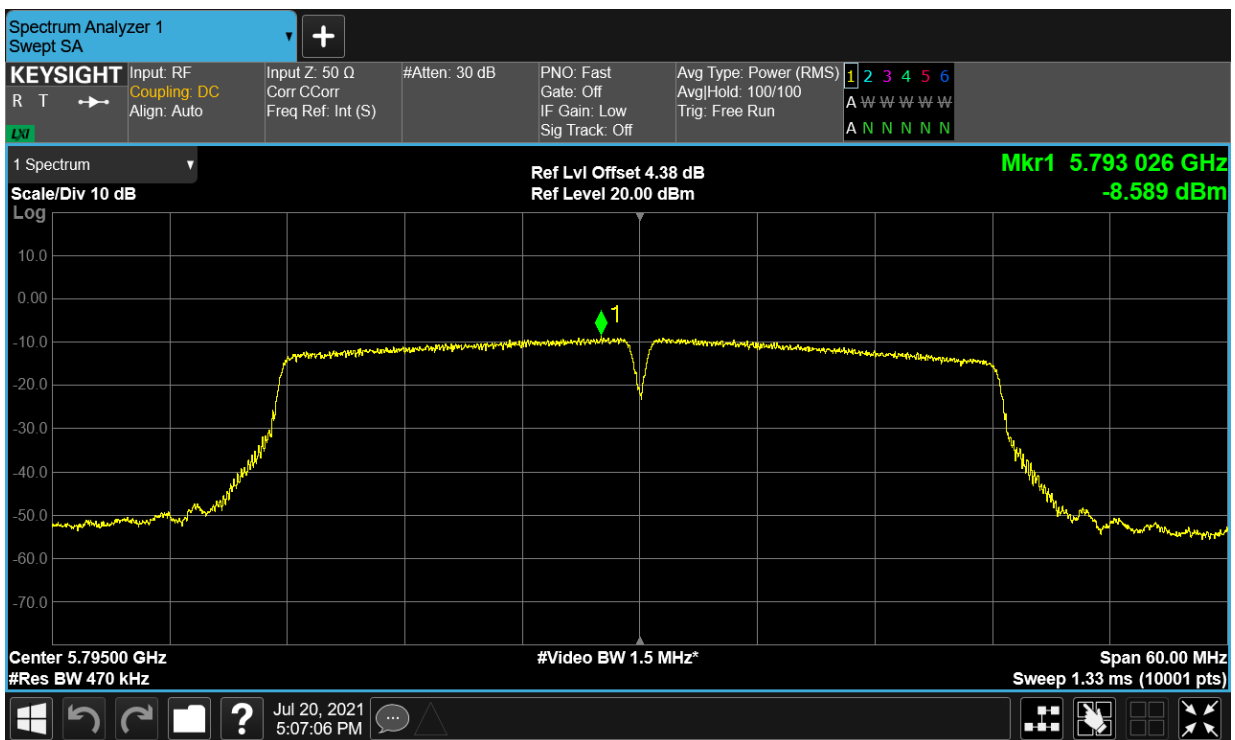 Spectrum Analyzer 1
Swept SA
KEYSIGHT
R T
LXI
Input: RF
Coupling: DC
Align: Auto
Input Z: 50 Ω
Corr CCorr
Freq Ref: Int (S)
#Atten: 30 dB
PNO: Fast
Gate: Off
IF Gain: Low
Sig Track: Off
Avg Type: Power (RMS)
Avg|Hold: 100/100
Trig: Free Run
1 2 3 4 5 6
A W W W W W
A N N N N N
1 Spectrum
Scale/Div 10 dB
Ref Lvl Offset 4.38 dB
Ref Level 20.00 dBm
Mkr1 5.793 026 GHz
-8.589 dBm
Log
10.0
0.00
-10.0
-20.0
-30.0
-40.0
-50.0
-60.0
-70.0
1
Center 5.79500 GHz
#Res BW 470 kHz
#Video BW 1.5 MHz*
Span 60.00 MHz
Sweep 1.33 ms (10001 pts)
?
Jul 20, 2021
5:07:06 PM